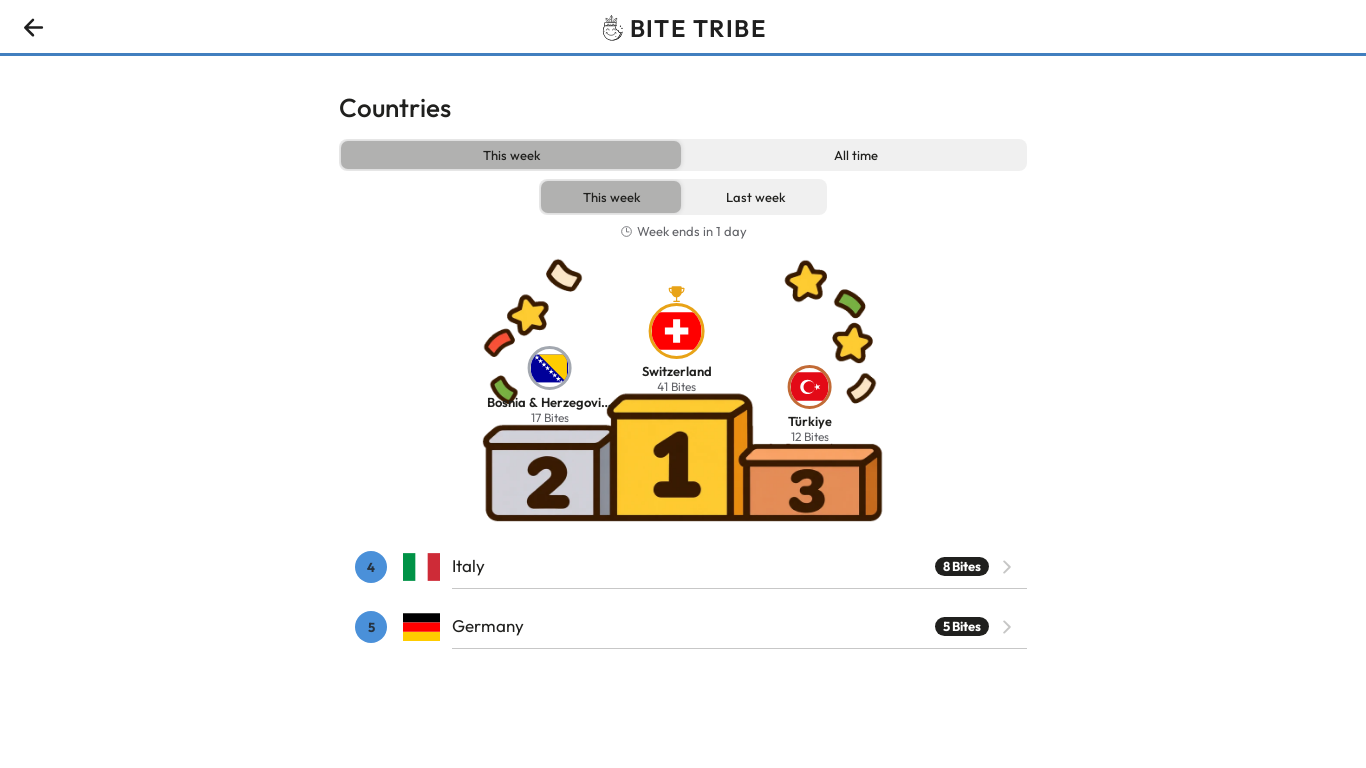 BITE TRIBE
Countries
This week
All time
This week
Last week
Week ends in 1 day
Switzerland
41 Bites
Bosnia & Herzegovi...
17 Bites
Türkiye
12 Bites
1
2
3
4
Italy
8 Bites
5
Germany
5 Bites